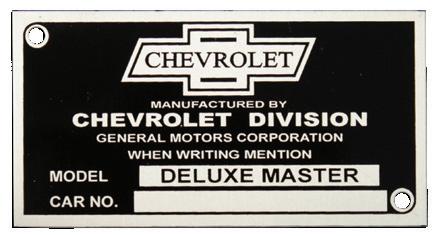 CHEVROLET
MANUFACTURED BY
CHEVROLET DIVISION
GENERAL MOTORS CORPORATION
WHEN WRITING MENTION
MODEL DELUXE MASTER
CAR NO.